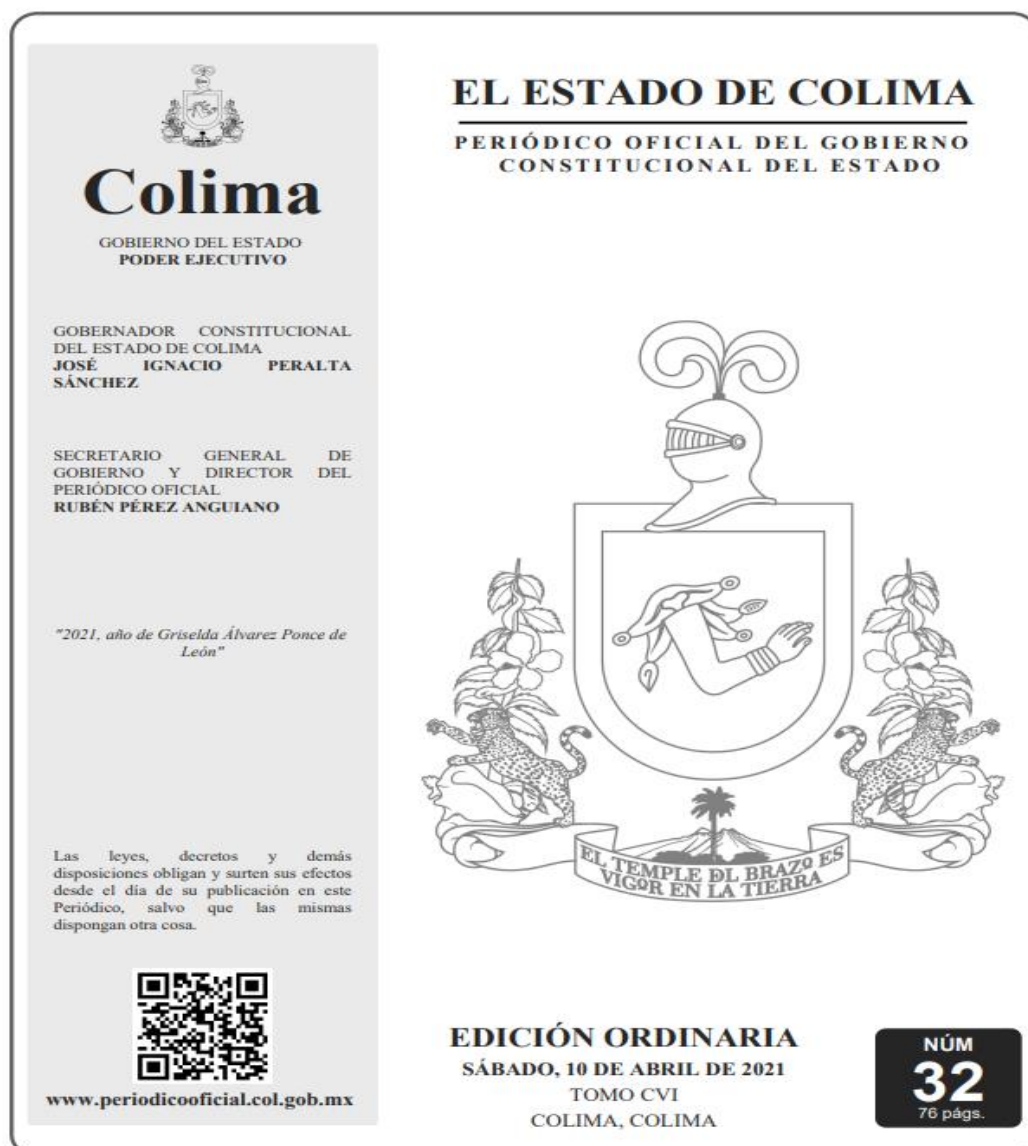 Colima
GOBIERNO DEL ESTADO
PODER EJECUTIVO
GOBERNADOR CONSTITUCIONAL
DEL ESTADO DE COLIMA
JOSÉ IGNACIO PERALTA
SÁNCHEZ
SECRETARIO GENERAL DE
GOBIERNO Y DIRECTOR DEL
PERIÓDICO OFICIAL
RUBÉN PÉREZ ANGUIANO
"2021, año de Griselda Álvarez Ponce de
León"
Las leyes, decretos y demás
disposiciones obligan y surten sus efectos
desde el día de su publicación en este
Periódico, salvo que las mismas
dispongan otra cosa.
www.periodicooficial.col.gob.mx
EL ESTADO DE COLIMA
PERIÓDICO OFICIAL DEL GOBIERNO
CONSTITUCIONAL DEL ESTADO
EL TEMPLE DL BRAZO ES
VIGOR EN LA TIERRA
EDICIÓN ORDINARIA
SÁBADO, 10 DE ABRIL DE 2021
TOMO CVI
COLIMA, COLIMA
NÚM
32
76 págs.